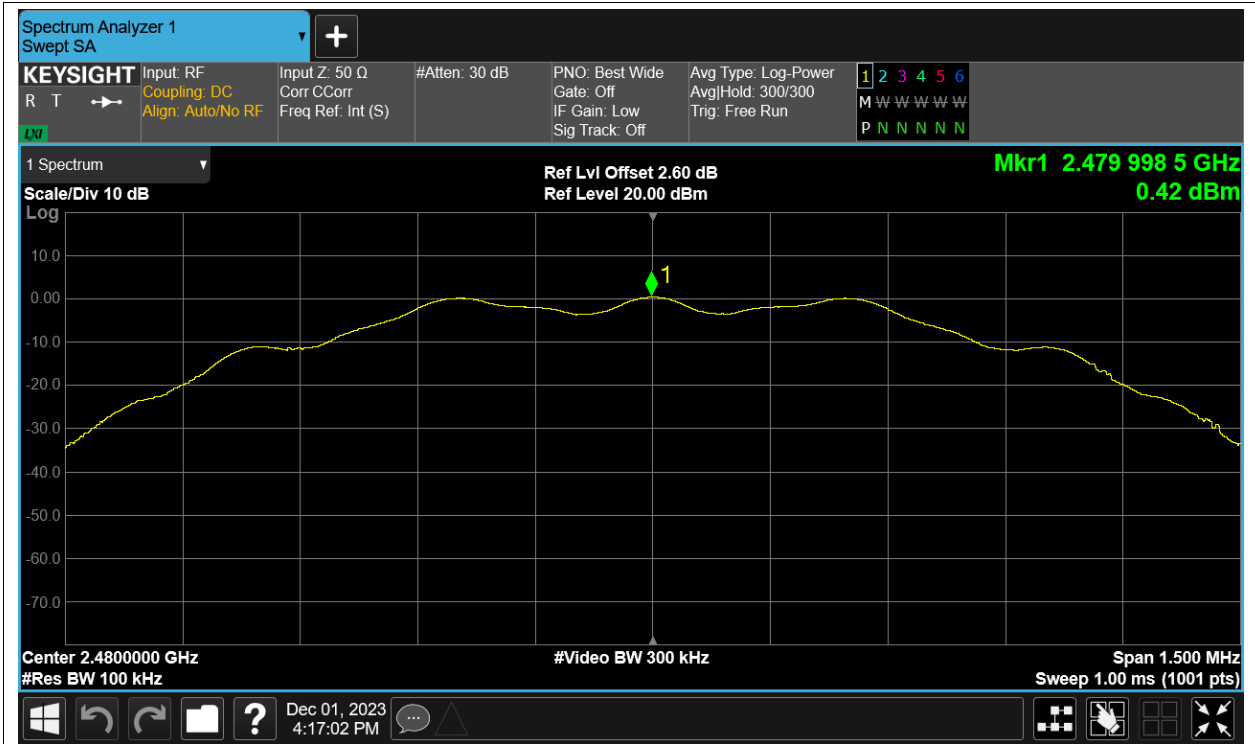 Spectrum Analyzer 1
Swept SA
KEYSIGHT
R T
LXI
Input: RF
Coupling: DC
Align: Auto/No RF
Input Z: 50 Ω
Corr CCorr
Freq Ref: Int (S)
#Atten: 30 dB
PNO: Best Wide
Gate: Off
IF Gain: Low
Sig Track: Off
Avg Type: Log-Power
Avg|Hold: 300/300
Trig: Free Run
1 2 3 4 5 6
M W W W W W
P N N N N N
1 Spectrum
Scale/Div 10 dB
Log
Ref Lvl Offset 2.60 dB
Ref Level 20.00 dBm
Mkr1 2.479 998 5 GHz
0.42 dBm
10.0
0.00
-10.0
-20.0
-30.0
-40.0
-50.0
-60.0
-70.0
1
Center 2.4800000 GHz
#Res BW 100 kHz
#Video BW 300 kHz
Span 1.500 MHz
Sweep 1.00 ms (1001 pts)
?
Dec 01, 2023
4:17:02 PM